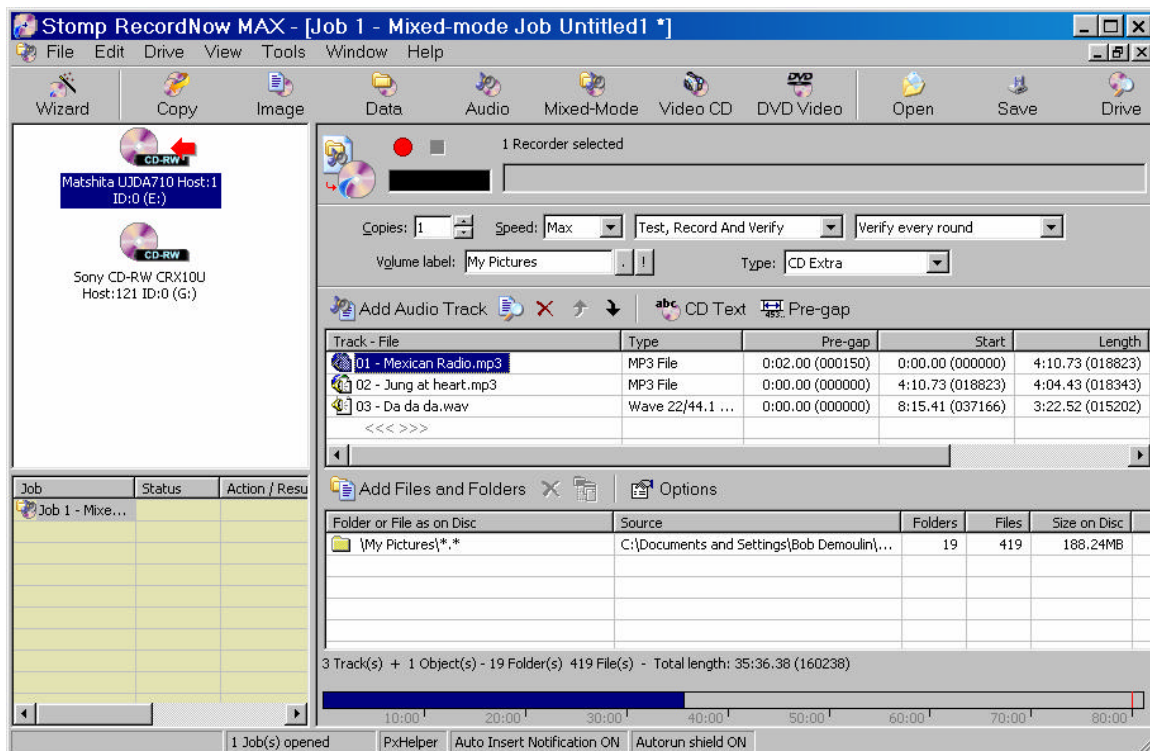 Stomp RecordNow MAX - [Job 1 - Mixed-mode Job Untitled1 *]
File Edit Drive View Tools Window Help
Wizard Copy Image Data Audio Mixed-Mode Video CD DVD Video Open Save Drive
DVD
CD-RW
Matshita UJDA710 Host:1
ID:0 (E:)
CD-RW
Sony CD-RW CRX10U
Host:121 ID:0 (G:)
1 Recorder selected
Copies: 1 Speed: Max Test, Record And Verify Verify every round
Volume label: My Pictures . ! Type: CD Extra
Add Audio Track abc CD Text 453.. Pre-gap
Track - File Type Pre-gap Start Length
01 - Mexican Radio.mp3 MP3 File 0:02.00 (000150) 0:00.00 (000000) 4:10.73 (018823)
02 - Jung at heart.mp3 MP3 File 0:00.00 (000000) 4:10.73 (018823) 4:04.43 (018343)
03 - Da da da.wav Wave 22/44.1 ... 0:00.00 (000000) 8:15.41 (037166) 3:22.52 (015202)
<<< >>>
Job Status Action / Resu
Job 1 - Mixe...
Add Files and Folders Options
Folder or File as on Disc Source Folders Files Size on Disc
\My Pictures\*.* C:\Documents and Settings\Bob Demoulin\... 19 419 188.24MB
3 Track(s) + 1 Object(s) - 19 Folder(s) 419 File(s) - Total length: 35:36.38 (160238)
10:00 20:00 30:00 40:00 50:00 60:00 70:00 80:00
1 Job(s) opened PxHelper Auto Insert Notification ON Autorun shield ON